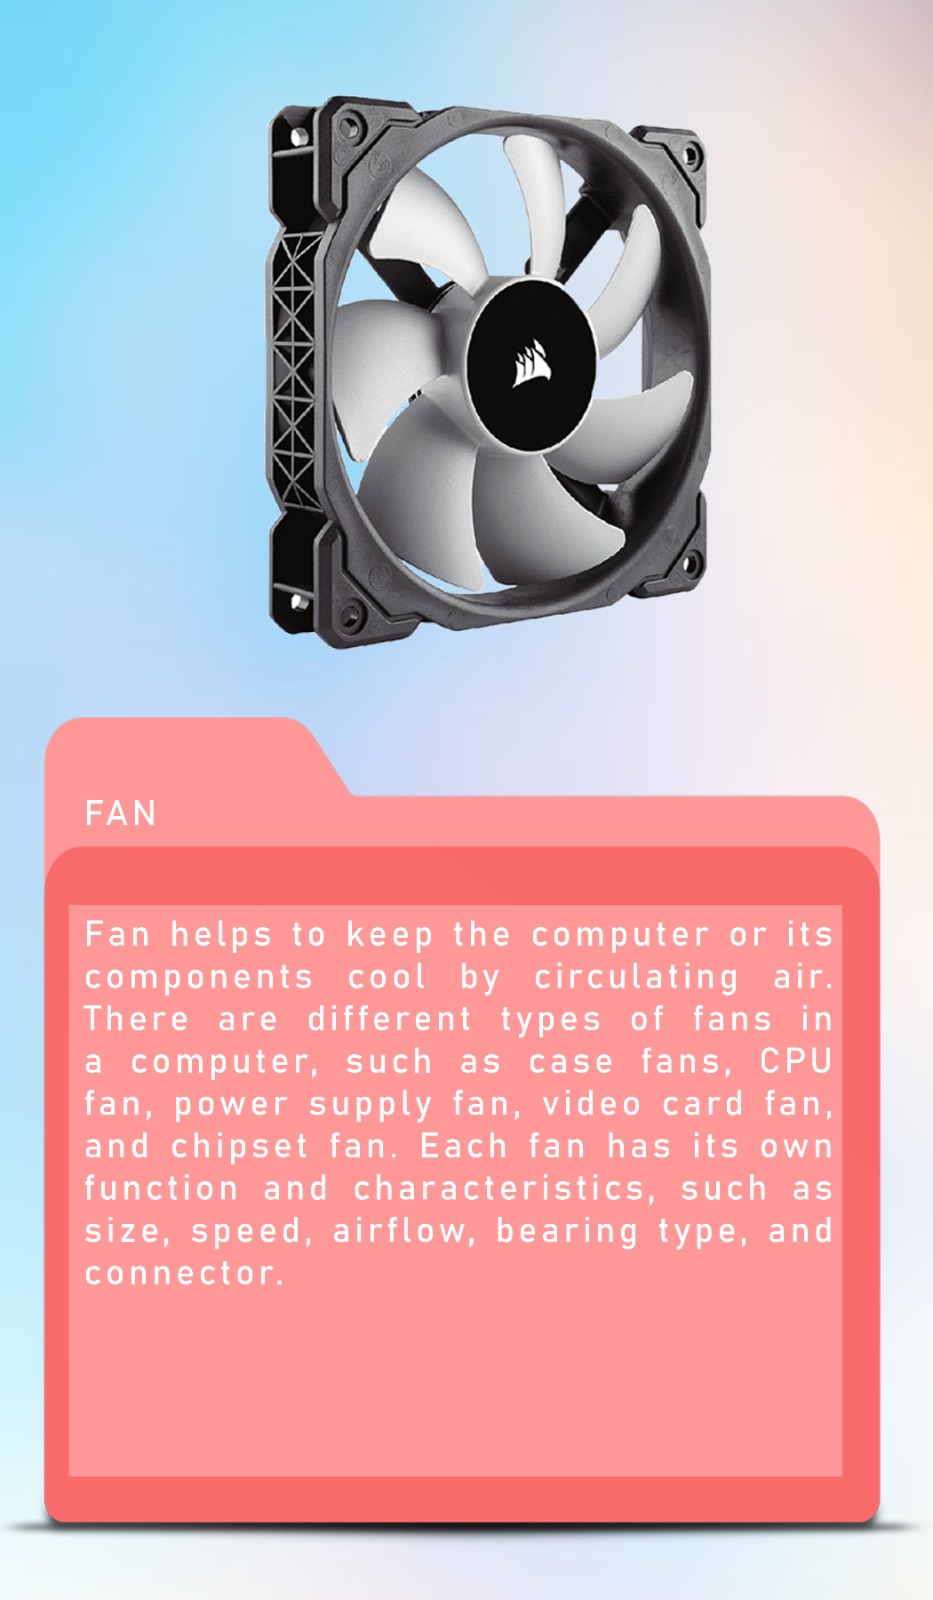 FAN
Fan helps to keep the computer or its
components cool by circulating air.
There are different types of fans in
a computer, such as case fans, CPU
fan, power supply fan, video card fan,
and chipset fan. Each fan has its own
function and characteristics, such as
size, speed, airflow, bearing type, and
connector.